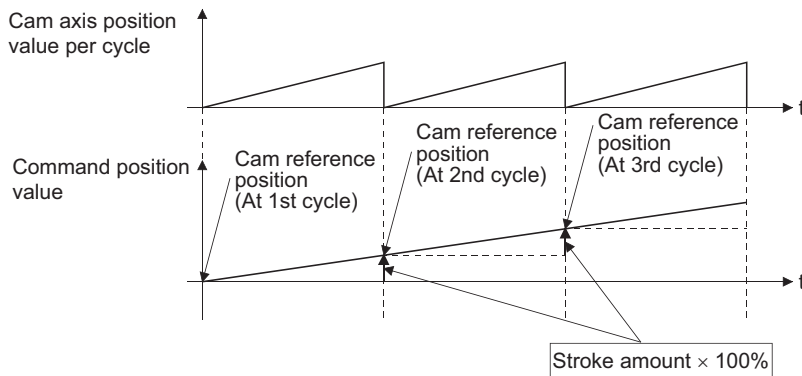 Cam axis position
value per cycle
t
Cam reference
position
(At 1st cycle)
Cam reference
position
(At 2nd cycle)
Cam reference
position
(At 3rd cycle)
Command position
value
t
Stroke amount × 100%